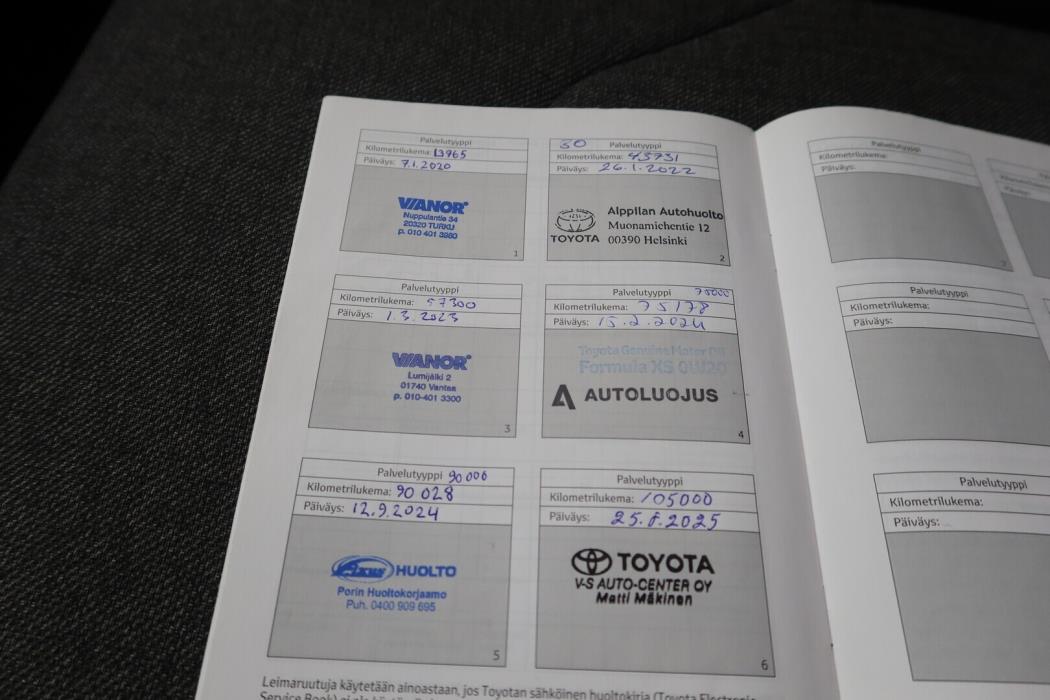 Palvelutyyppi
Kilometrilukema: 13965
Päiväys: 7.1.2020
VIANOR
Nuppulantie 34
20320 TURKU
p. 010 401 3380
1
30 Palvelutyyppi
Kilometrilukema: 43731
Päiväys: 26.1.2022
TOYOTA
Alppilan Autohuolto
Muonamiehentie 12
00390 Helsinki
2
Palvelutyyppi
Kilometrilukema: 57300
Päiväys: 1.3.2023
VIANOR
Lumijälki 2
01740 Vantaa
p. 010-401 3300
3
Palvelutyyppi 75000
Kilometrilukema: 75178
Päiväys: 15.2.2024
Toyota Genuine Motor Oil
Formula XS 0W20
AUTOLUOJUS
4
Palvelutyyppi 90 000
Kilometrilukema: 90 028
Päiväys: 12.9.2024
Fixus HUOLTO
Porin Huoltokorjaamo
Puh. 0400 909 695
5
Palvelutyyppi
Kilometrilukema: 105000
Päiväys: 25.8.2025
TOYOTA
V-S AUTO-CENTER OY
Matti Mäkinen
6
Leimaruutuja käytetään ainoastaan, jos Toyotan sähköinen huoltokirja (Toyota Electronic
Palvelutyyppi
Kilometrilukema:
Päiväys:
7
Palvelutyyppi
Kilometrilukema:
Päiväys:
Palvelutyyppi
Kilometrilukema:
Päiväys: